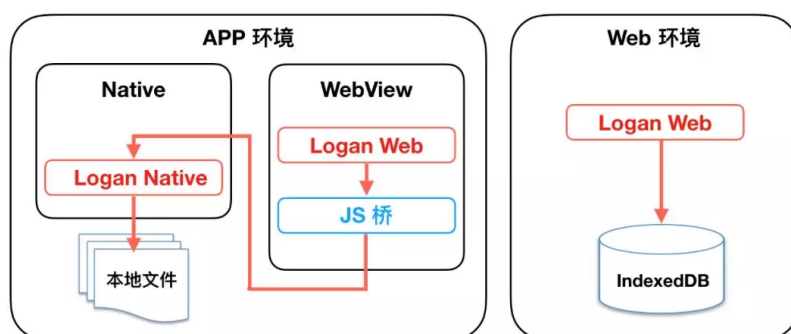 APP 环境
Native
Logan Native
本地文件
WebView
Logan Web
JS 桥
Web 环境
Logan Web
IndexedDB